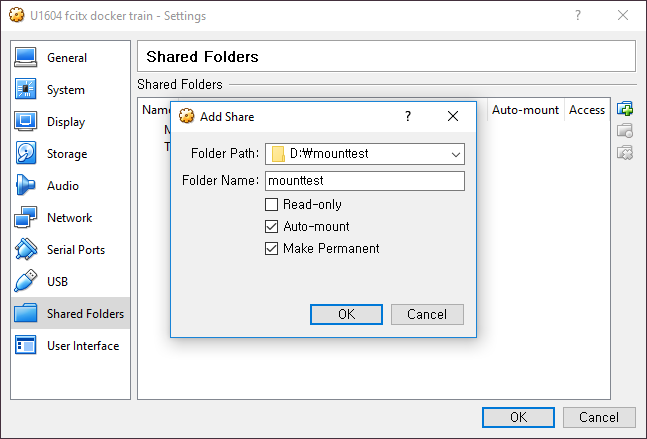 U1604 fcitx docker train - Settings
?
General
System
Display
Storage
Audio
Network
Serial Ports
USB
Shared Folders
User Interface
Shared Folders
Shared Folders
Name
Auto-mount
Access
M
T
Add Share
?
Folder Path:
D:₩mounttest
Folder Name:
mounttest
Read-only
Auto-mount
Make Permanent
OK
Cancel
OK
Cancel